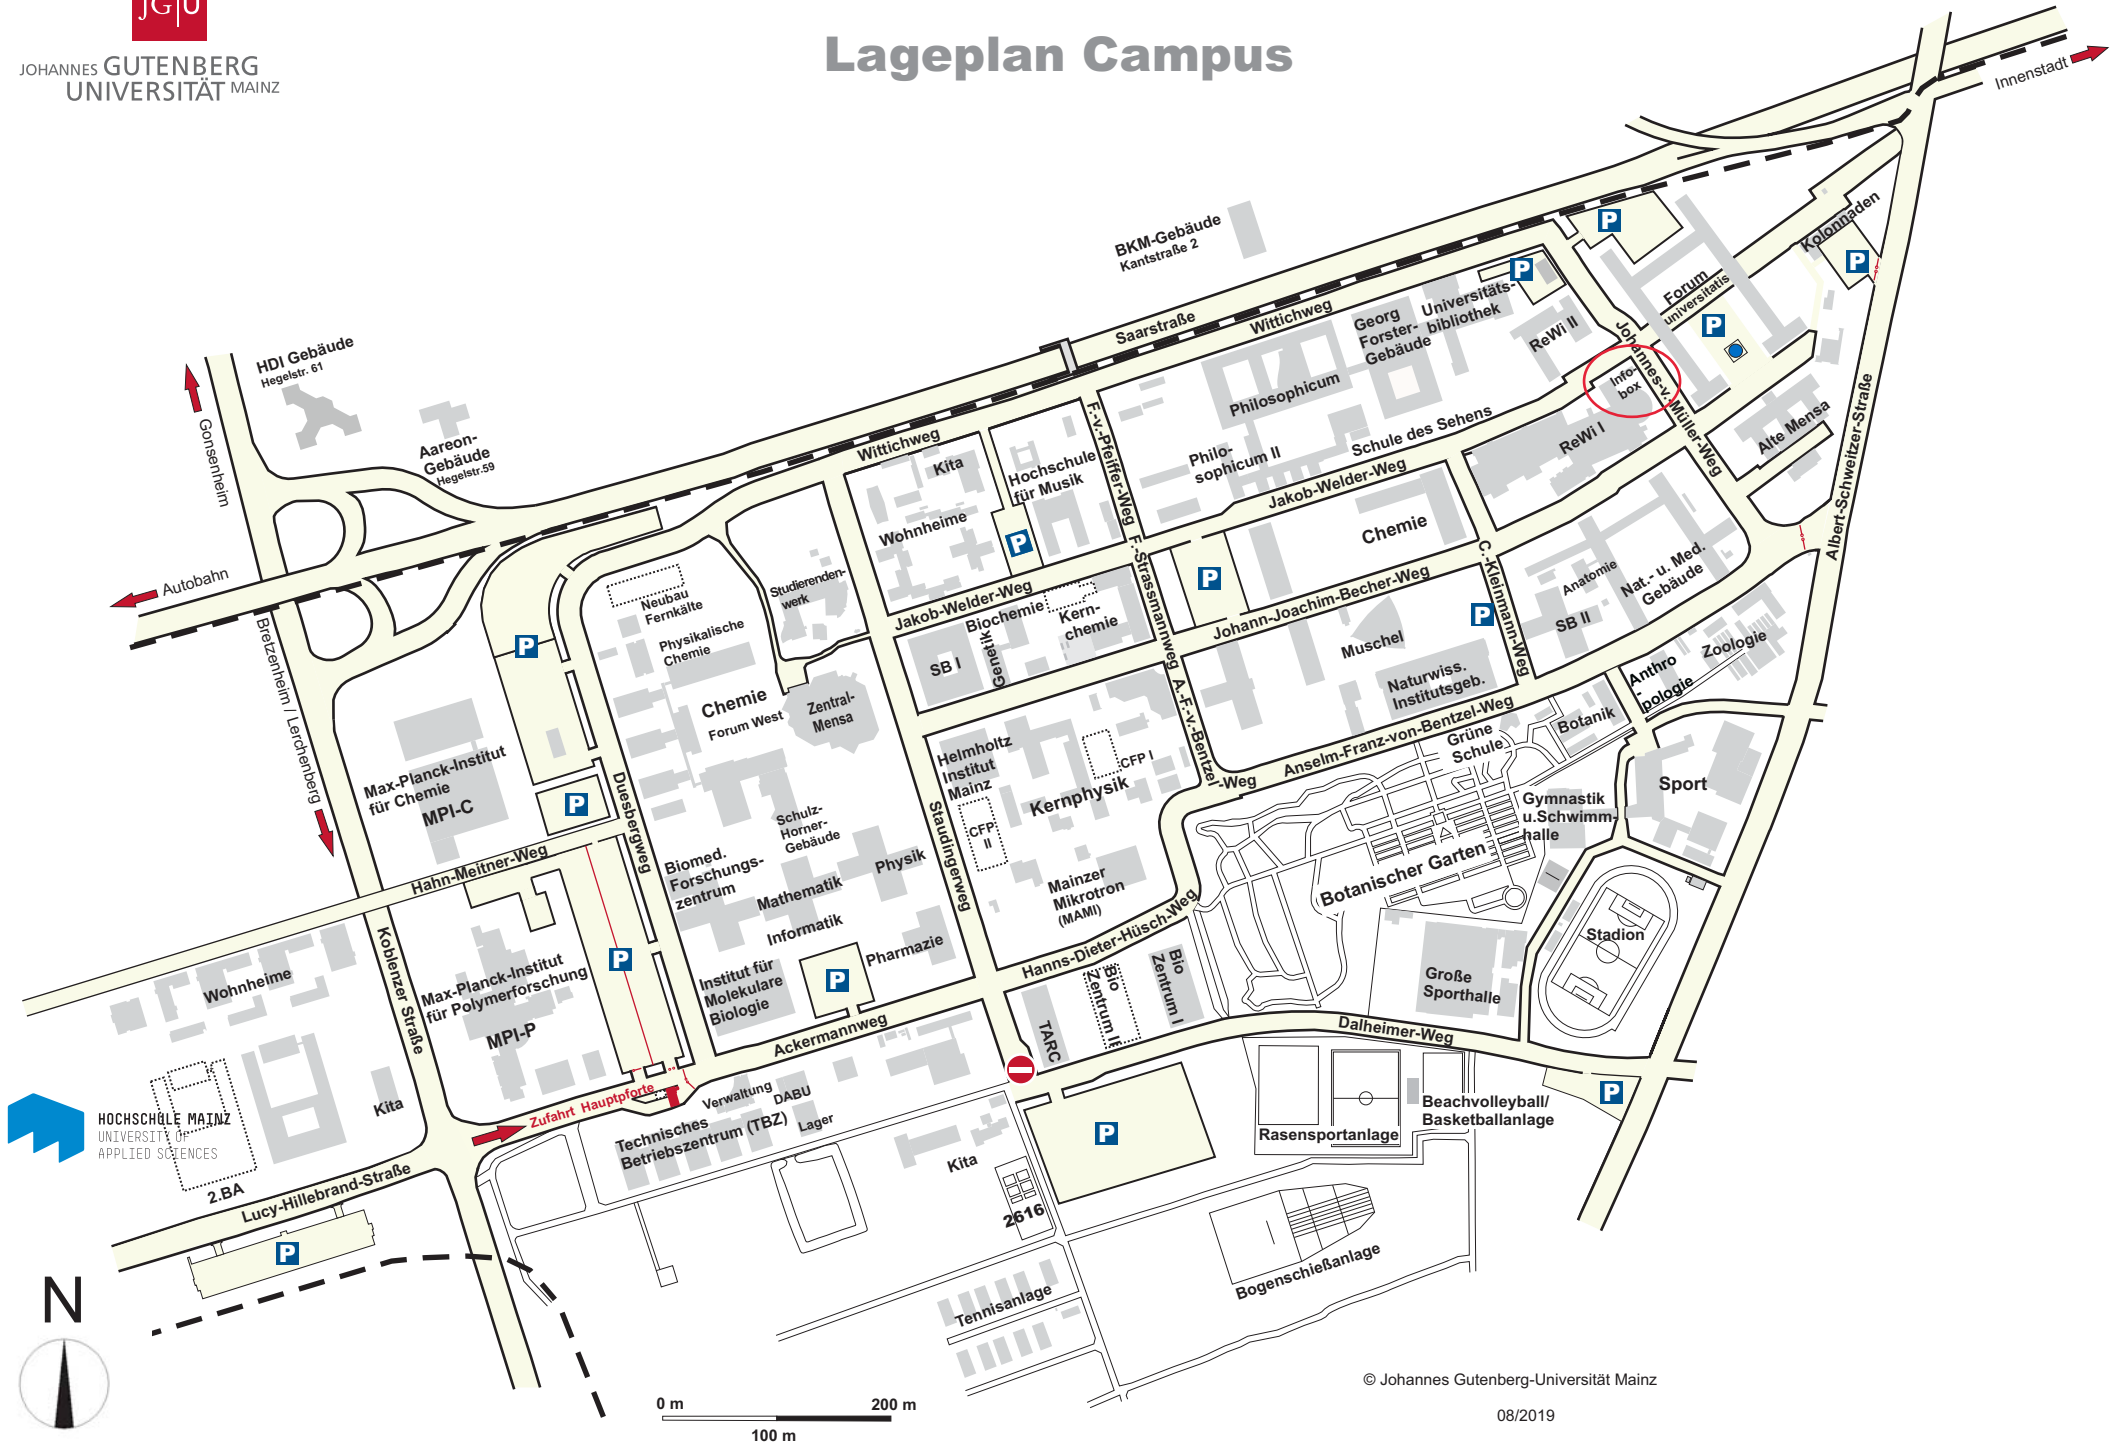 JG|U
JOHANNES GUTENBERG
UNIVERSITÄT MAINZ
Lageplan Campus
Innenstadt
BKM-Gebäude
Kantstraße 2
Kolonnaden
P
P
P
P
Forum
universitatis
Universitäts-
bibliothek
Georg
Forster-
Gebäude
ReWi II
Saarstraße
Wittichweg
Johannes-v.-Müller-Weg
Info-
box
HDI Gebäude
Hegelstr. 61
Gonsenheim
Aareon-
Gebäude
Hegelstr.59
Philosophicum
Schule des Sehens
ReWi I
Alte Mensa
Albert-Schweitzer-Straße
Wittichweg
Kita
Hochschule
für Musik
F.-v.-Pfeiffer-Weg
Philo-
sophicum II
Jakob-Welder-Weg
Wohnheime
P
Chemie
Autobahn
Studierenden-
werk
Neubau
Fernkälte
Jakob-Welder-Weg
F.-Strassmannweg
P
Johann-Joachim-Becher-Weg
C.-Kleinmann-Weg
P
Anatomie
Nat.- u. Med.
Gebäude
SB II
Bretzenheim / Lerchenberg
P
Physikalische
Chemie
Biochemie
Kern-
chemie
Genetik
SB I
Muschel
Naturwiss.
Institutsgeb.
Zoologie
Anthro
-
pologie
Chemie
Forum West
Zentral-
Mensa
A.-F.-v.-Bentzel
-Weg
Anselm-Franz-von-Bentzel-Weg
Grüne
Schule
Botanik
Max-Planck-Institut
für Chemie
MPI-C
P
Duesbergweg
Helmholtz
Institut
Mainz
CFP I
Kernphysik
CFP
II
Staudingerweg
Sport
Gymnastik
u.Schwimm-
halle
Schulz-
Horner-
Gebäude
Hahn-Meitner-Weg
Biomed.
Forschungs-
zentrum
Physik
Mathematik
Informatik
Mainzer
Mikrotron
(MAMI)
Botanischer Garten
Hanns-Dieter-Hüsch-Weg
Stadion
Wohnheime
Koblenzer Straße
Max-Planck-Institut
für Polymerforschung
MPI-P
P
Institut für
Molekulare
Biologie
P
Pharmazie
Bio
Zentrum II
Bio
Zentrum I
Große
Sporthalle
Ackermannweg
TARC
Dalheimer-Weg
Zufahrt Hauptpforte
Verwaltung
DABU
Lager
Technisches
Betriebszentrum (TBZ)
Kita
HOCHSCHULE MAINZ
UNIVERSITY OF
APPLIED SCIENCES
2.BA
Lucy-Hillebrand-Straße
P
P
Kita
2616
Rasensportanlage
Beachvolleyball/
Basketballanlage
P
Bogenschießanlage
Tennisanlage
N
0 m
200 m
100 m
© Johannes Gutenberg-Universität Mainz
08/2019